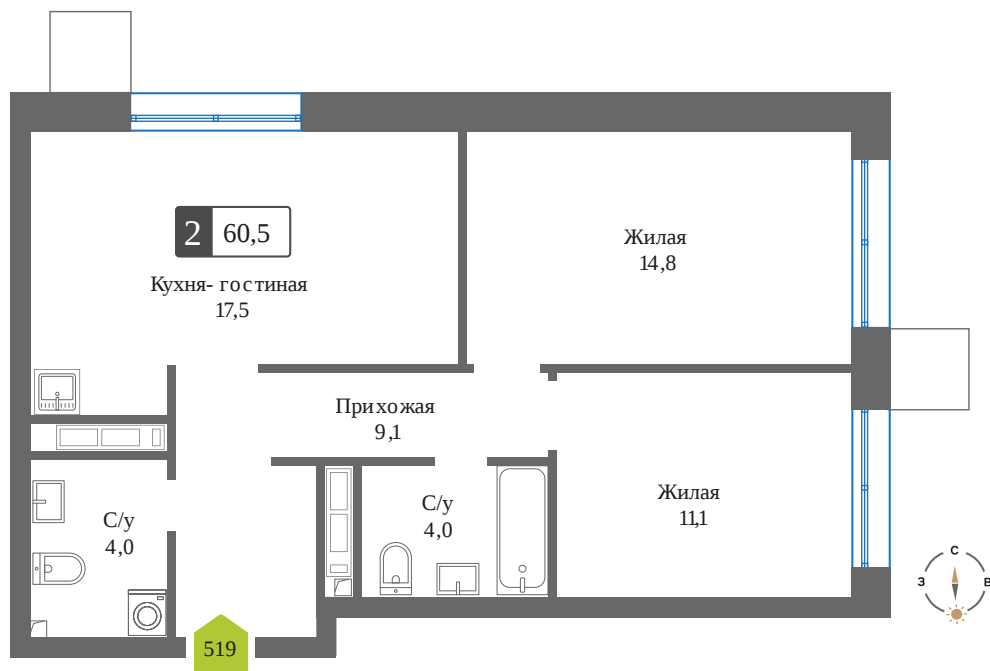 2 60,5
Кухня- гостиная
17,5
Жилая
14,8
Прихожая
9,1
Жилая
11,1
С/у
4,0
С/у
4,0
519
С
З
В